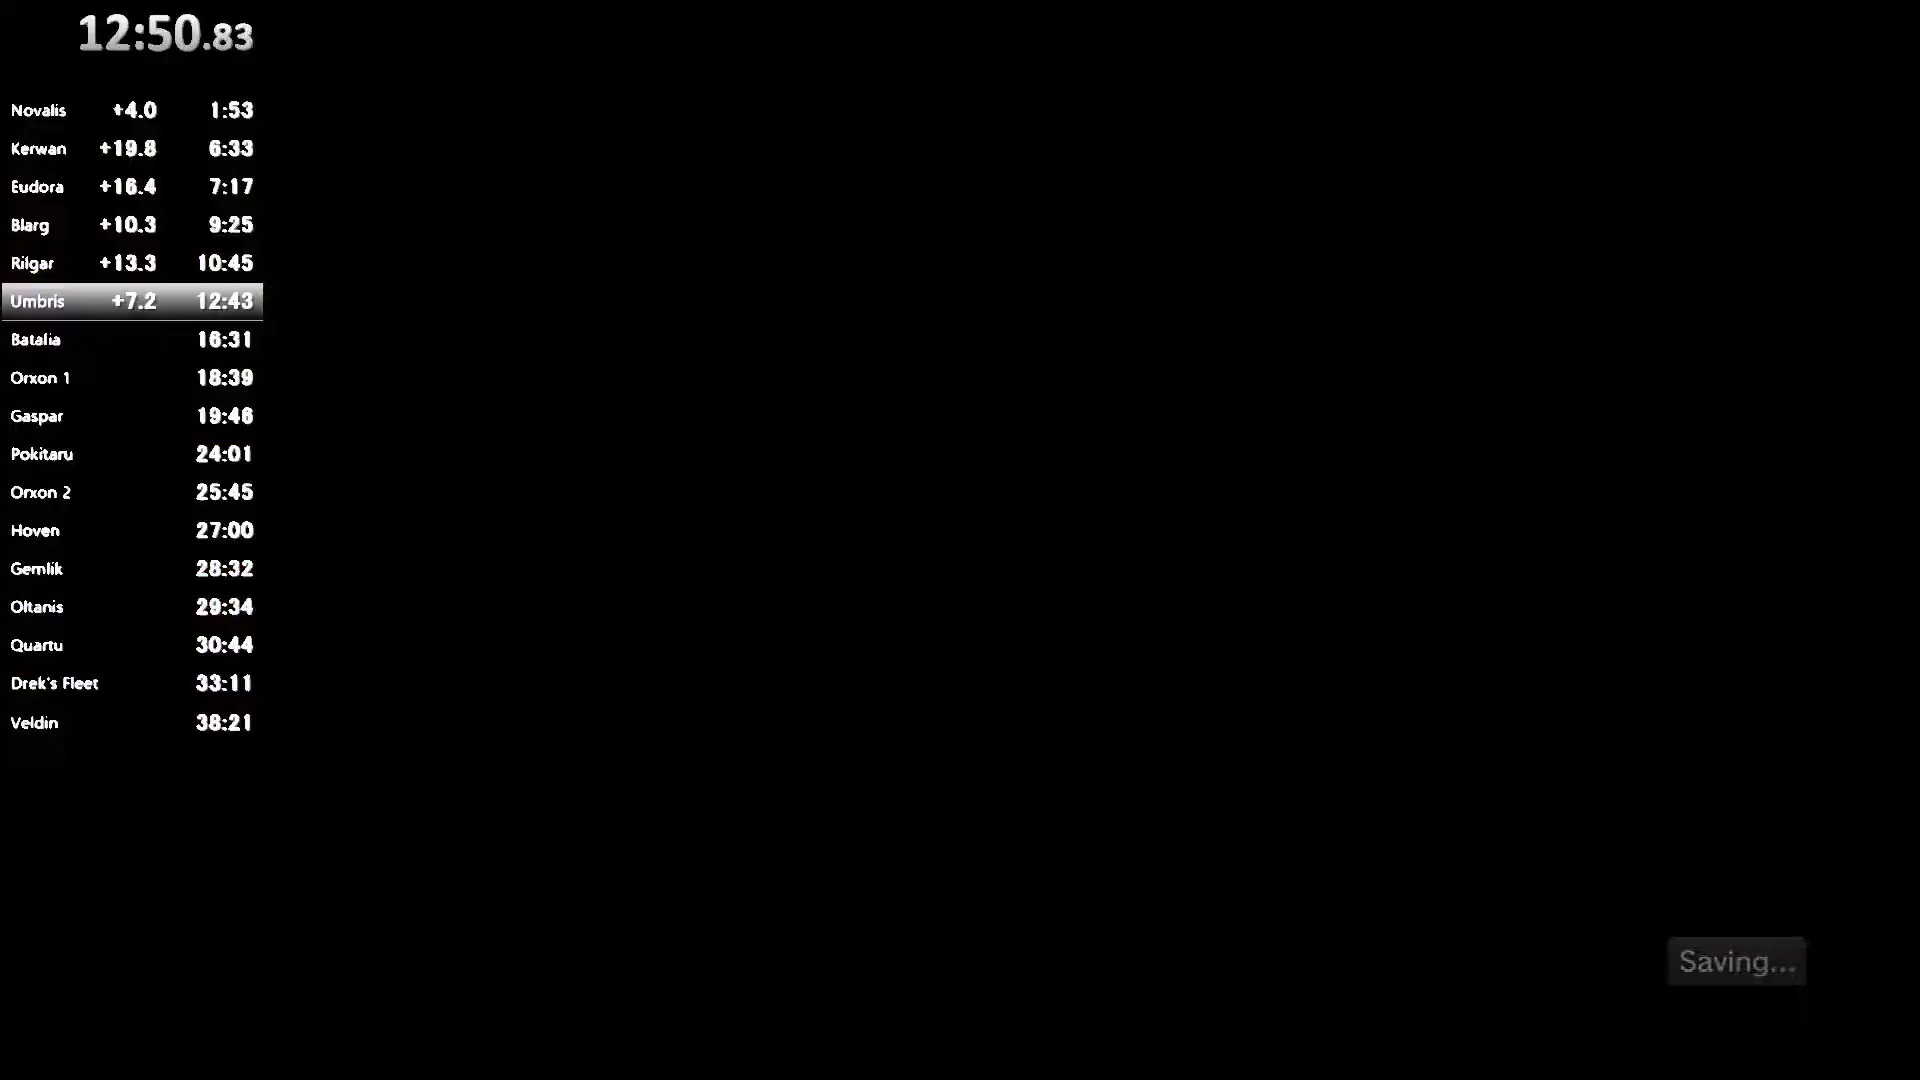 12:50.83
Novalis +4.0 1:53
Kerwan +19.8 6:33
Eudora +16.4 7:17
Blarg +10.3 9:25
Rilgar +13.3 10:45
Umbris +7.2 12:43
Batalia 16:31
Orxon 1 18:39
Gaspar 19:46
Pokitaru 24:01
Orxon 2 25:45
Hoven 27:00
Gemlik 28:32
Oltanis 29:34
Quartu 30:44
Drek's Fleet 33:11
Veldin 38:21
Saving...